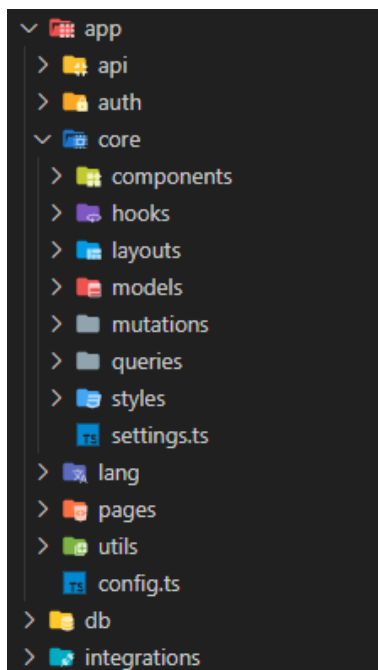 app
api
auth
core
components
hooks
layouts
models
mutations
queries
styles
TS settings.ts
lang
pages
utils
TS config.ts
db
integrations